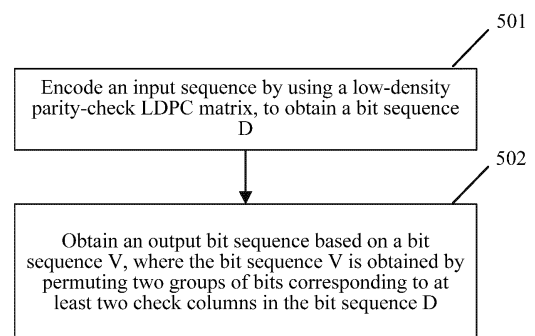 501
Encode an input sequence by using a low-density
parity-check LDPC matrix, to obtain a bit sequence
D
502
Obtain an output bit sequence based on a bit
sequence V, where the bit sequence V is obtained by
permuting two groups of bits corresponding to at
least two check columns in the bit sequence D